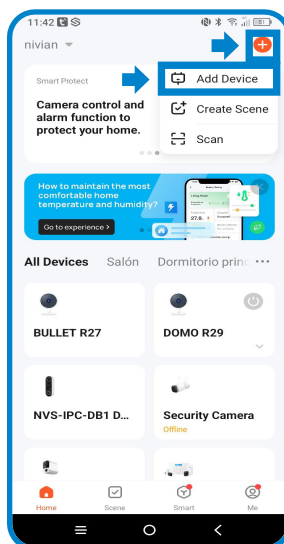 11:42
nivian
Add Device
Smart Protect
Camera control and
alarm function to
protect your home.
Create Scene
Scan
How to maintain the most
comfortable home
temperature and humidity?
Go to experience >
All Devices Salón Dormitorio princ ...
BULLET R27 DOMO R29
NVS-IPC-DB1 D... Security Camera
Offline
Home Scene Smart Me